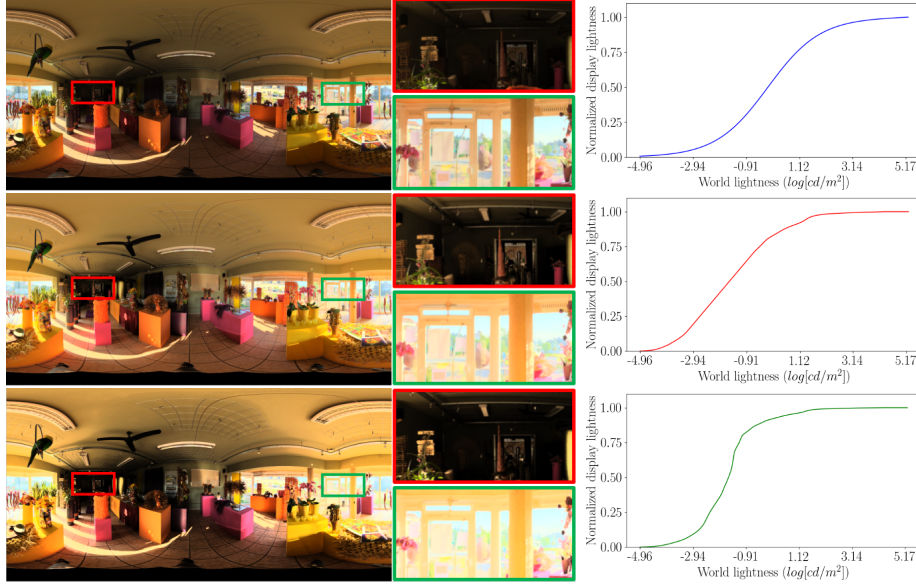 Normalized display lightness
1.00
0.75
0.50
0.25
0.00
-4.96 -2.94 -0.91 1.12 3.14 5.17
World lightness (log[cd/m²])
Normalized display lightness
1.00
0.75
0.50
0.25
0.00
-4.96 -2.94 -0.91 1.12 3.14 5.17
World lightness (log[cd/m²])
Normalized display lightness
1.00
0.75
0.50
0.25
0.00
-4.96 -2.94 -0.91 1.12 3.14 5.17
World lightness (log[cd/m²])